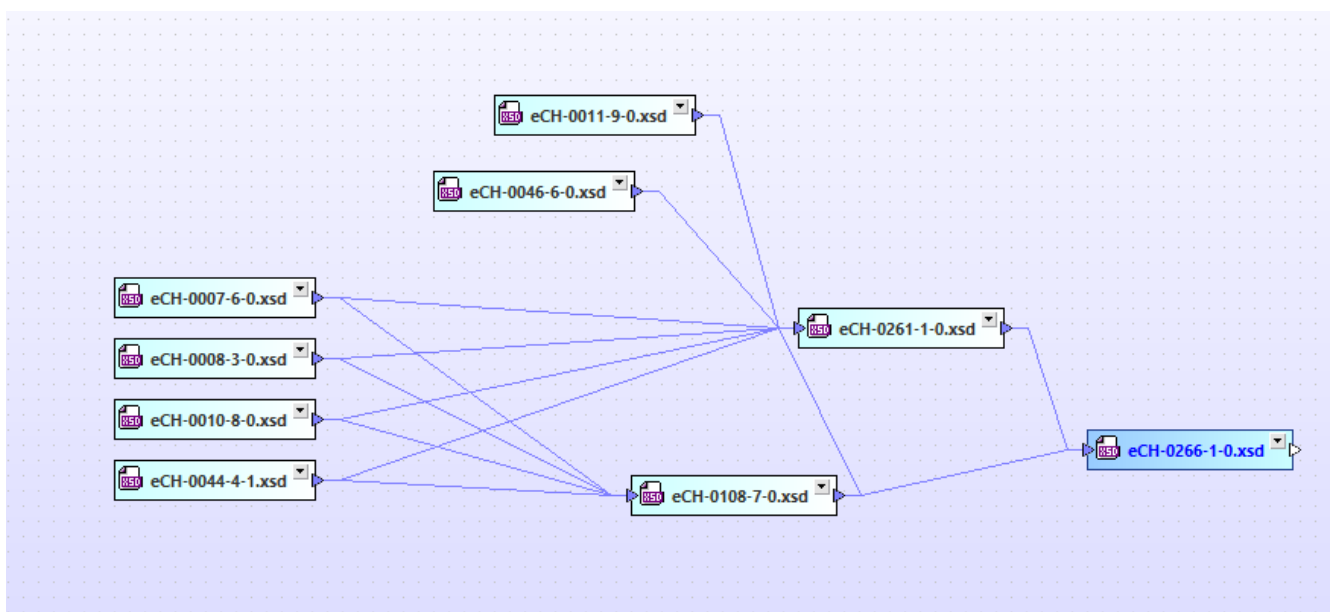 eCH-0011-9-0.xsd
eCH-0046-6-0.xsd
eCH-0007-6-0.xsd
eCH-0008-3-0.xsd
eCH-0010-8-0.xsd
eCH-0044-4-1.xsd
eCH-0261-1-0.xsd
eCH-0108-7-0.xsd
eCH-0266-1-0.xsd